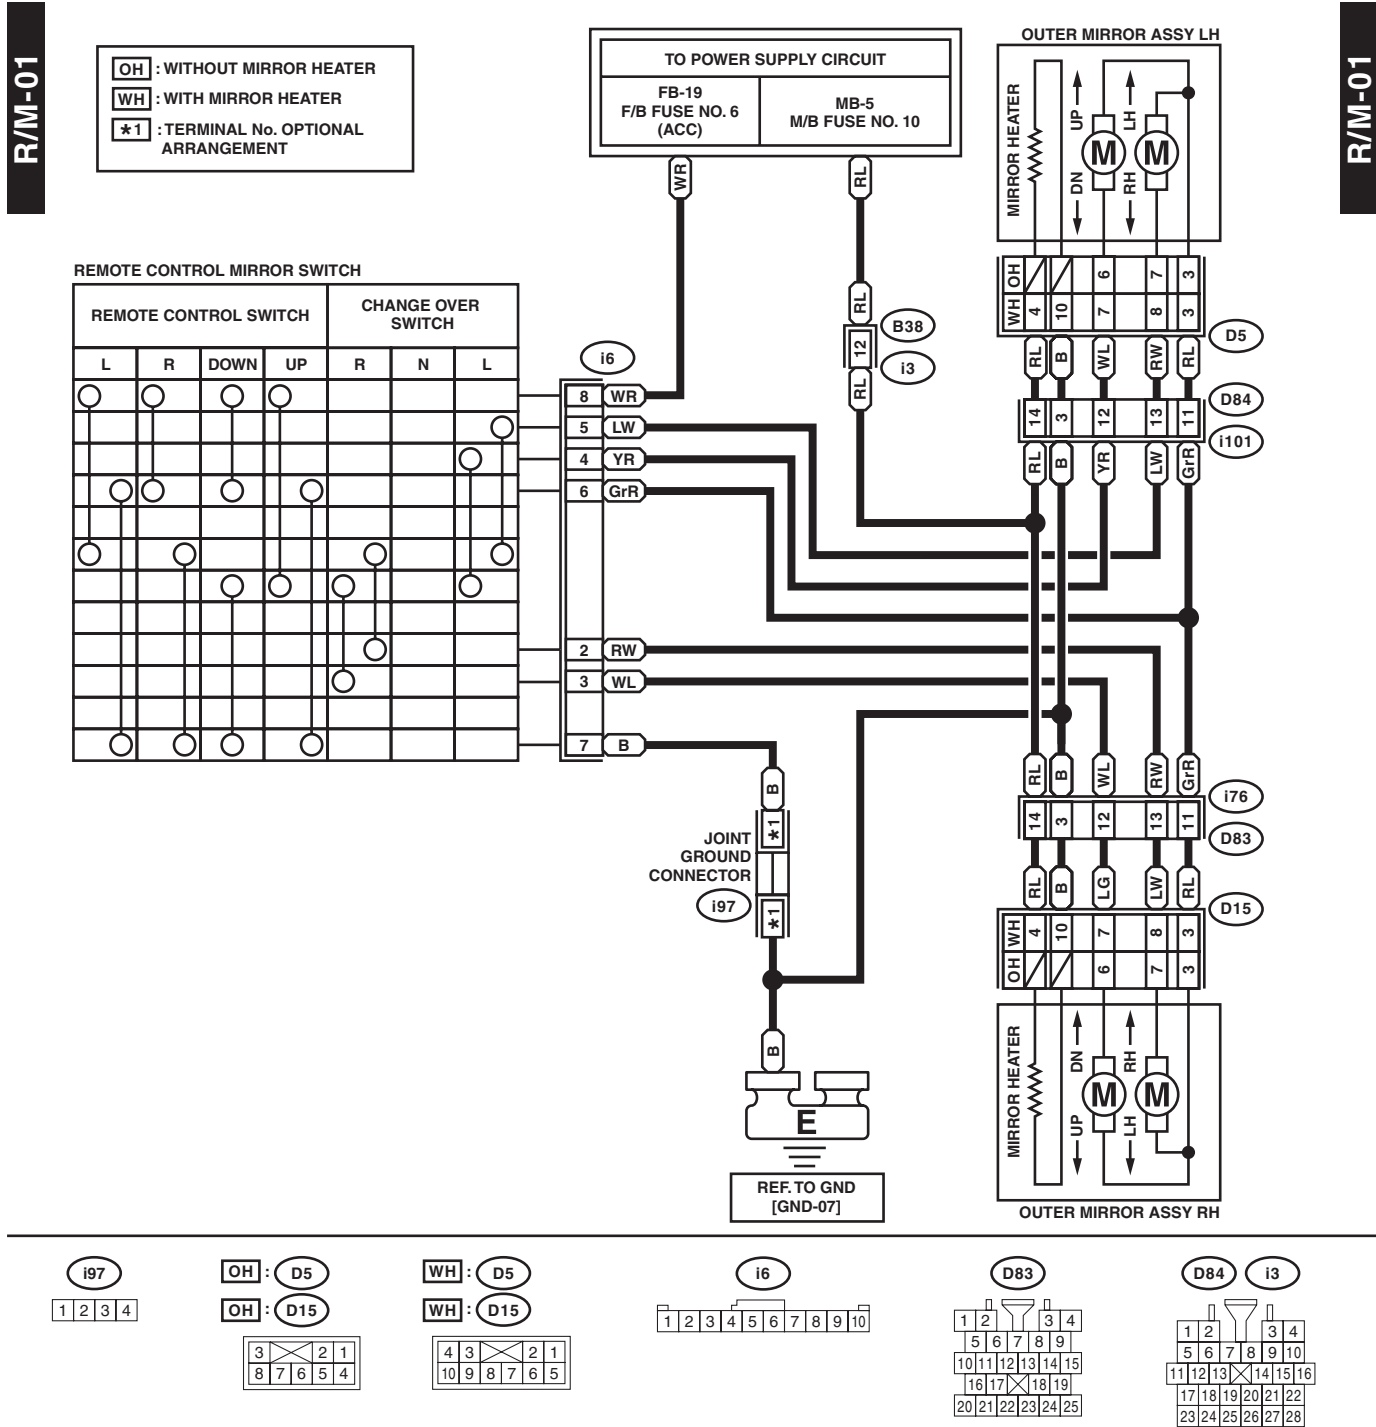 R/M-01
R/M-01
OH : WITHOUT MIRROR HEATER
WH : WITH MIRROR HEATER
*1 : TERMINAL No. OPTIONAL
ARRANGEMENT
TO POWER SUPPLY CIRCUIT
FB-19
F/B FUSE NO. 6
(ACC)
MB-5
M/B FUSE NO. 10
WR
RL
RL
12
B38
i3
RL
OUTER MIRROR ASSY LH
MIRROR HEATER
DN UP
RH LH
M M
OH 6 7 3
WH 4 10 7 8 3
D5
RL B WL RW RL
D84
14 3 12 13 11
i101
RL B YR LW GrR
REMOTE CONTROL MIRROR SWITCH
REMOTE CONTROL SWITCH
CHANGE OVER
SWITCH
L R DOWN UP R N L
i6
8 WR
5 LW
4 YR
6 GrR
2 RW
3 WL
7 B
B
*1
JOINT
GROUND
CONNECTOR
i97
*1
B
E
REF. TO GND
[GND-07]
RL B WL RW GrR
i76
14 3 12 13 11
D83
RL B LG LW RL
D15
WH 4 10 7 8 3
OH 6 7 3
MIRROR HEATER
UP DN
LH RH
M M
OUTER MIRROR ASSY RH
i97
1 2 3 4
OH : D5
OH : D15
3 2 1
8 7 6 5 4
WH : D5
WH : D15
4 3 2 1
10 9 8 7 6 5
i6
1 2 3 4 5 6 7 8 9 10
D83
1 2 3 4
5 6 7 8 9
10 11 12 13 14 15
16 17 18 19
20 21 22 23 24 25
D84 i3
1 2 3 4
5 6 7 8 9 10
11 12 13 14 15 16
17 18 19 20 21 22
23 24 25 26 27 28